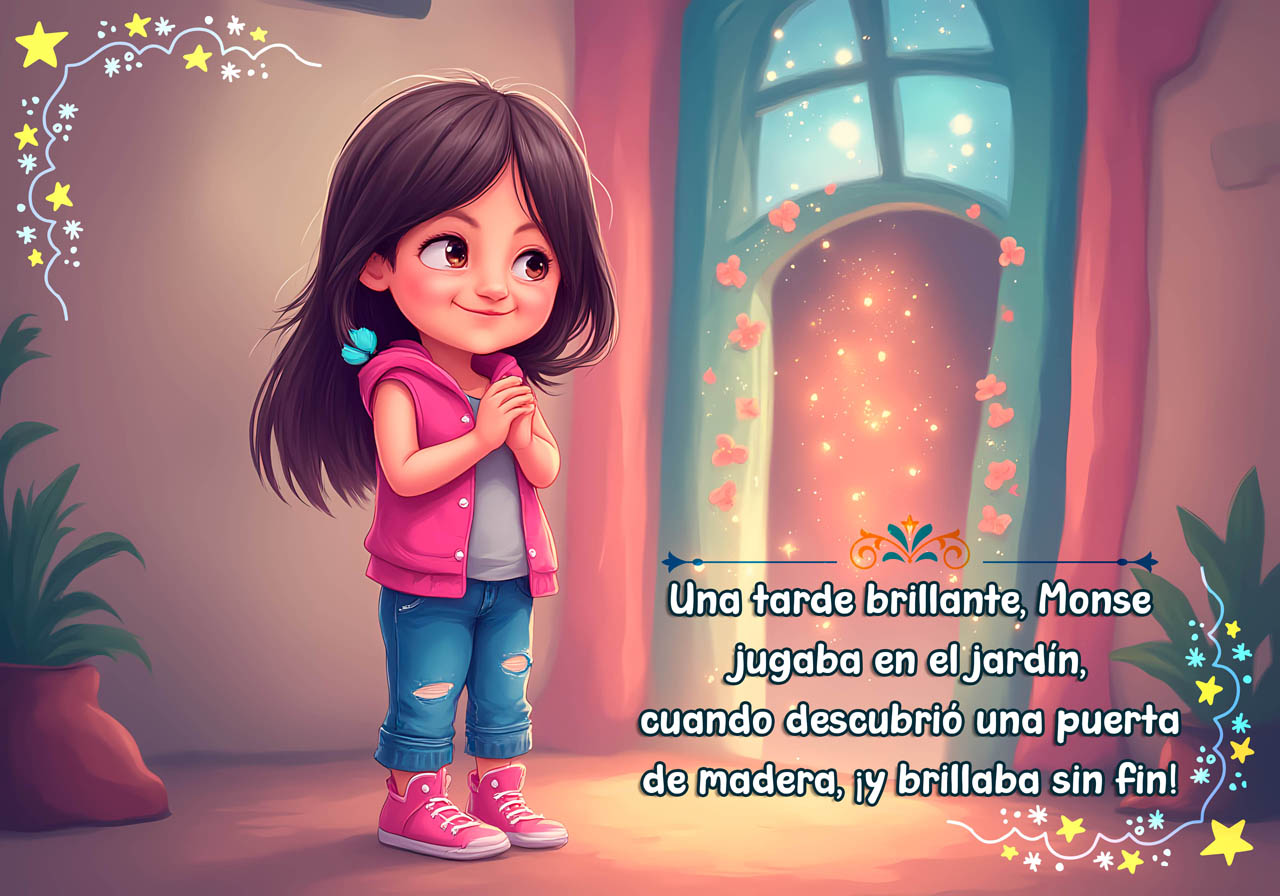 Una tarde brillante, Monse
jugaba en el jardín,
cuando descubrió una puerta
de madera, ¡y brillaba sin fin!